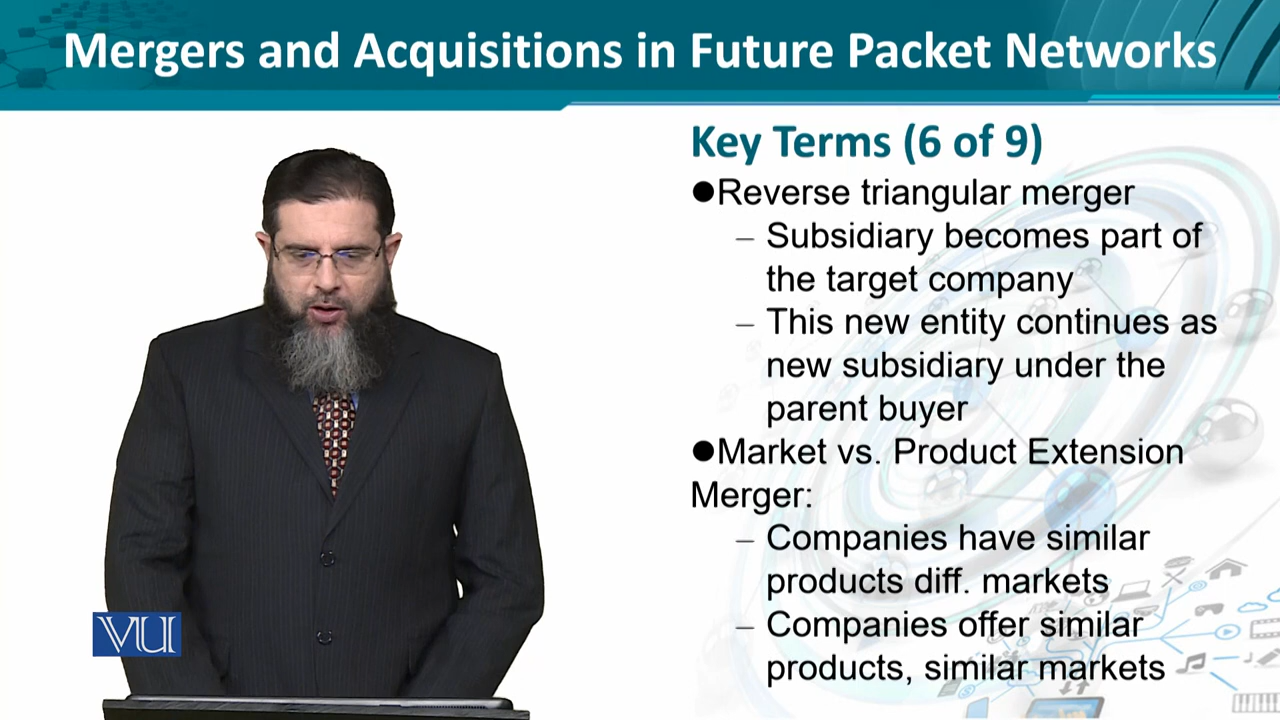 Mergers and Acquisitions in Future Packet Networks
Key Terms (6 of 9)
●Reverse triangular merger
– Subsidiary becomes part of
the target company
– This new entity continues as
new subsidiary under the
parent buyer
●Market vs. Product Extension
Merger:
– Companies have similar
products diff. markets
– Companies offer similar
products, similar markets
VU